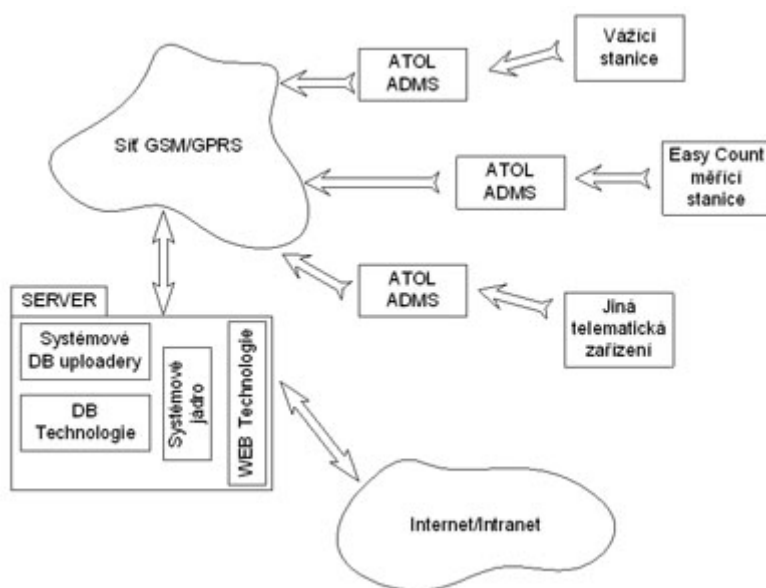 Vážící
stanice
ATOL
ADMS
Síť GSM/GPRS
Easy Count
měřící
stanice
ATOL
ADMS
ATOL
ADMS
Jiná
telematická
zařízení
SERVER
Systémové
DB uploadery
DB
Technologie
Systémové
jádro
WEB Technologie
Internet/Intranet